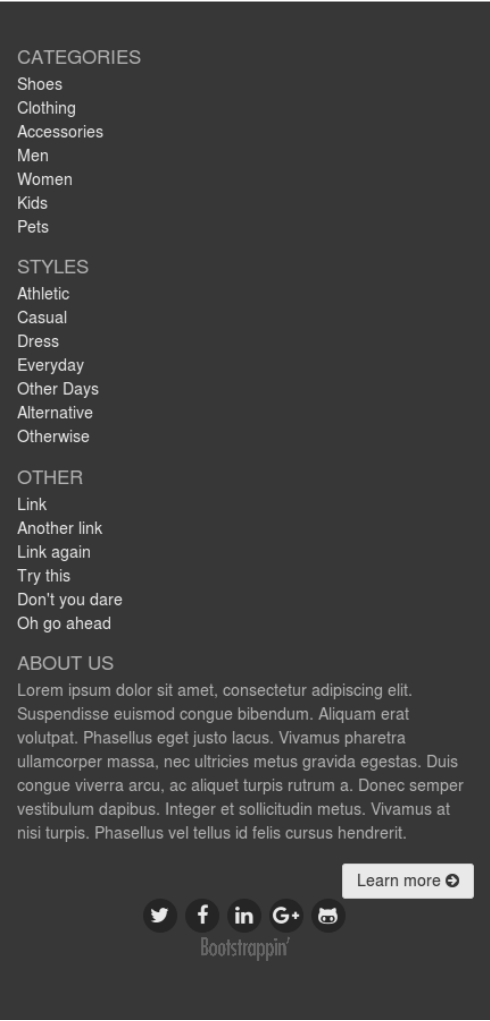 CATEGORIES
Shoes
Clothing
Accessories
Men
Women
Kids
Pets
STYLES
Athletic
Casual
Dress
Everyday
Other Days
Alternative
Otherwise
OTHER
Link
Another link
Link again
Try this
Don't you dare
Oh go ahead
ABOUT US
Lorem ipsum dolor sit amet, consectetur adipiscing elit.
Suspendisse euismod congue bibendum. Aliquam erat
volutpat. Phasellus eget justo lacus. Vivamus pharetra
ullamcorper massa, nec ultricies metus gravida egestas. Duis
congue viverra arcu, ac aliquet turpis rutrum a. Donec semper
vestibulum dapibus. Integer et sollicitudin metus. Vivamus at
nisi turpis. Phasellus vel tellus id felis cursus hendrerit.
Learn more
f in G+
Bootstrappin'